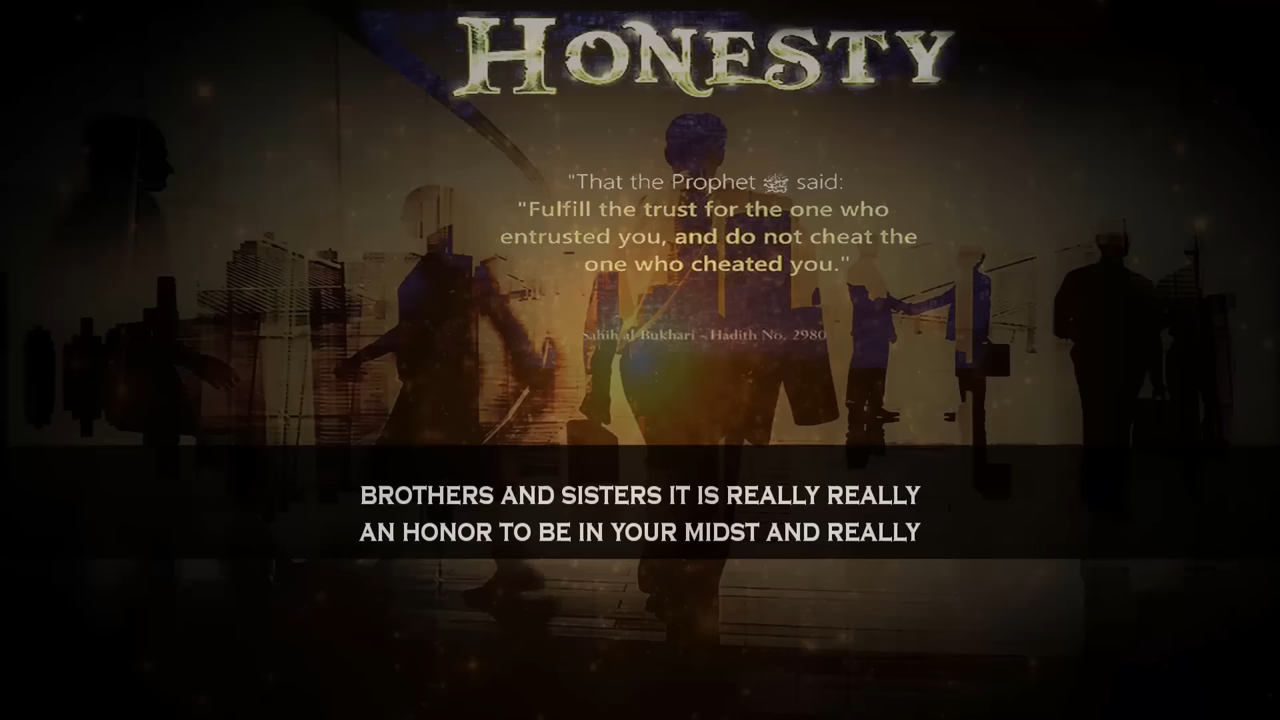 HONESTY
"That the Prophet ﷺ said:
"Fulfill the trust for the one who
entrusted you, and do not cheat the
one who cheated you."
Sahih al-Bukhari - Hadith No. 2980
BROTHERS AND SISTERS IT IS REALLY REALLY
AN HONOR TO BE IN YOUR MIDST AND REALLY